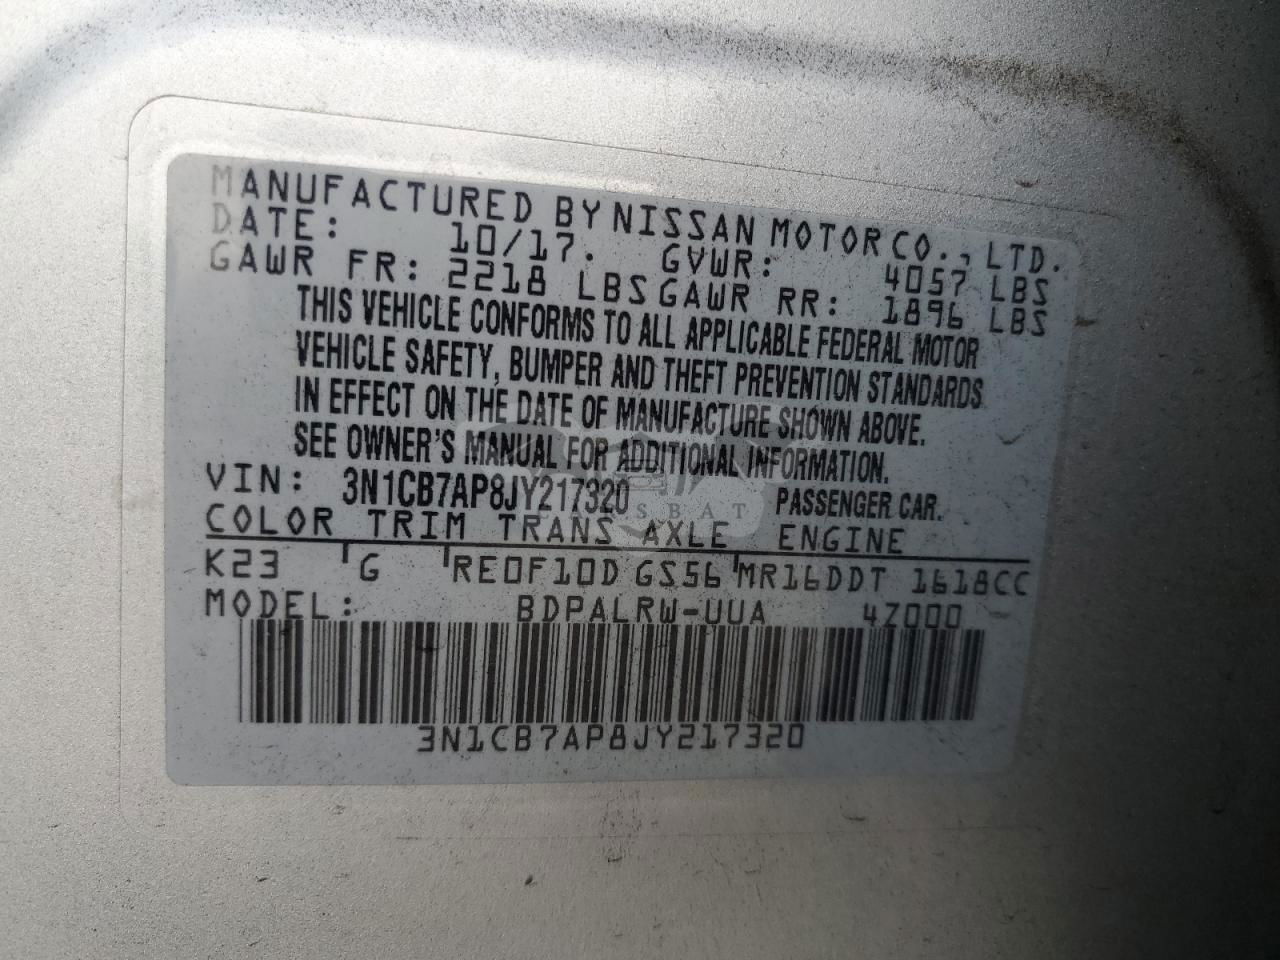 MANUFACTURED BY NISSAN MOTOR CO., LTD.
DATE: 10/17. GVWR: 4057 LBS
GAWR FR: 2218 LBS GAWR RR: 1896 LBS
THIS VEHICLE CONFORMS TO ALL APPLICABLE FEDERAL MOTOR
VEHICLE SAFETY, BUMPER AND THEFT PREVENTION STANDARDS
IN EFFECT ON THE DATE OF MANUFACTURE SHOWN ABOVE.
SEE OWNER'S MANUAL FOR ADDITIONAL INFORMATION.
VIN: 3N1CB7AP8JY217320 PASSENGER CAR.
COLOR TRIM TRANS AXLE ENGINE
K23 G RE0F10D GS56 MR16DDT 1618CC
MODEL: BDPALRW-UUA 4Z000
3N1CB7AP8JY217320